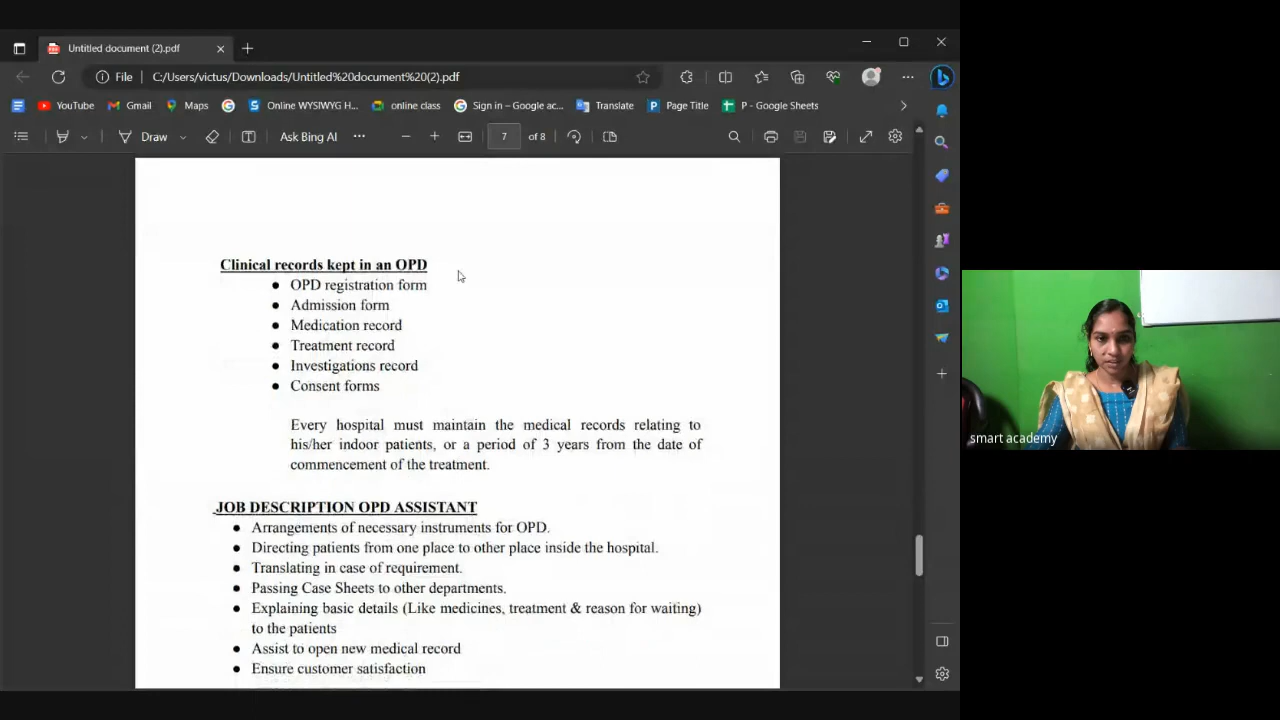 Untitled document (2).pdf
File C:/Users/victus/Downloads/Untitled%20document%20(2).pdf
YouTube Gmail Maps Online WYSIWYG H... online class Sign in – Google ac... Translate Page Title P - Google Sheets
Draw Ask Bing AI 7 of 8
Clinical records kept in an OPD
● OPD registration form
● Admission form
● Medication record
● Treatment record
● Investigations record
● Consent forms
Every hospital must maintain the medical records relating to
his/her indoor patients, or a period of 3 years from the date of
commencement of the treatment.
JOB DESCRIPTION OPD ASSISTANT
● Arrangements of necessary instruments for OPD.
● Directing patients from one place to other place inside the hospital.
● Translating in case of requirement.
● Passing Case Sheets to other departments.
● Explaining basic details (Like medicines, treatment & reason for waiting)
to the patients
● Assist to open new medical record
● Ensure customer satisfaction
smart academy